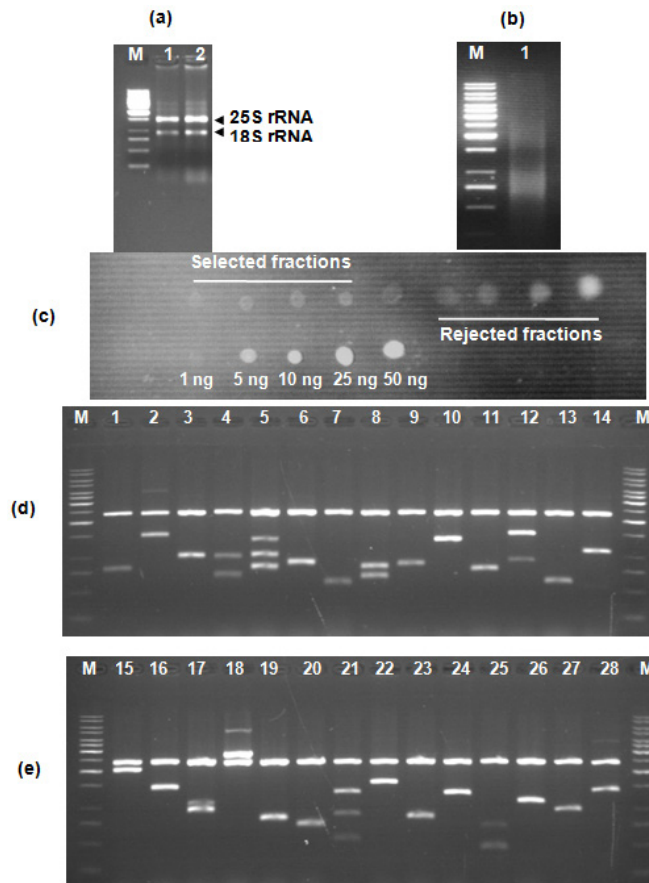 (a) (b)
M 1 2 M 1
25S rRNA
18S rRNA
Selected fractions
(c)
Rejected fractions
1 ng 5 ng 10 ng 25 ng 50 ng
M 1 2 3 4 5 6 7 8 9 10 11 12 13 14 M
(d)
M 15 16 17 18 19 20 21 22 23 24 25 26 27 28 M
(e)